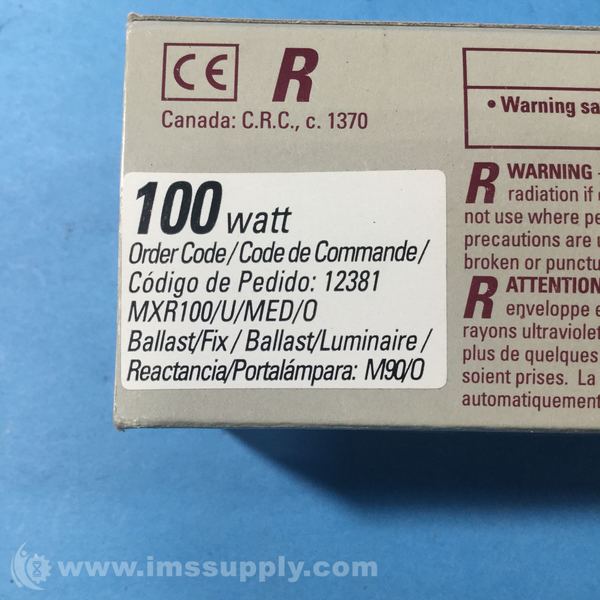 CE R
Canada: C.R.C., c. 1370
• Warning sa
100 watt
Order Code/Code de Commande/
Código de Pedido: 12381
MXR100/U/MED/O
Ballast/Fix/Ballast/Luminaire/
Reactancia/Portalámpara: M90/O
R WARNING -
radiation if
not use where pe
precautions are u
broken or punctu
R ATTENTION
enveloppe e
rayons ultraviolet
plus de quelques
soient prises. La
automatiquement
www.imssupply.com